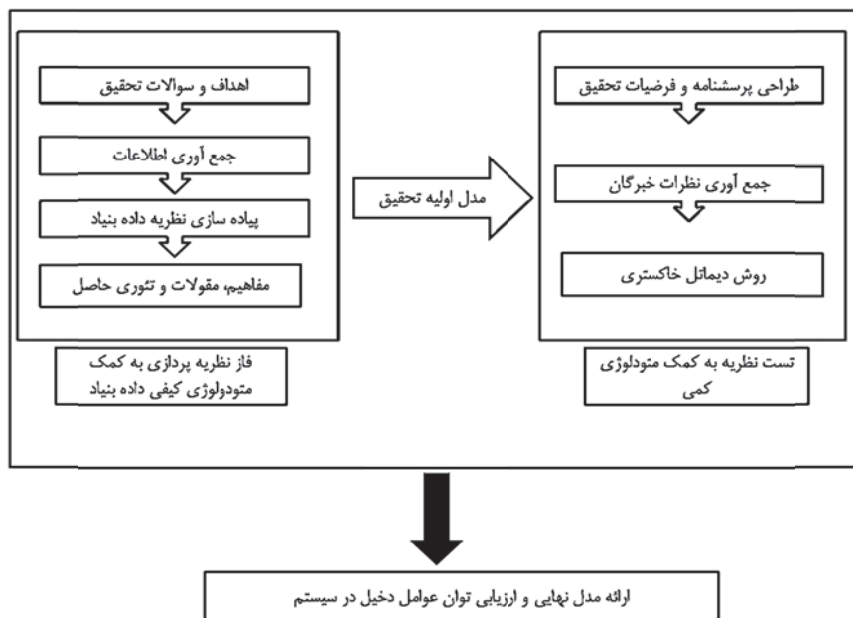 اهداف و سوالات تحقیق
جمع آوری اطلاعات
پیاده سازی نظریه داده بنیاد
مفاهیم، مقولات و تئوری حاصل
فاز نظریه پردازی به کمک
متودولوژی کیفی داده بنیاد
مدل اولیه تحقیق
طراحی پرسشنامه و فرضیات تحقیق
جمع آوری نظرات خبرگان
روش دیماتل خاکستری
تست نظریه به کمک متودلوژی
کمی
ارائه مدل نهایی و ارزیابی توان عوامل دخیل در سیستم